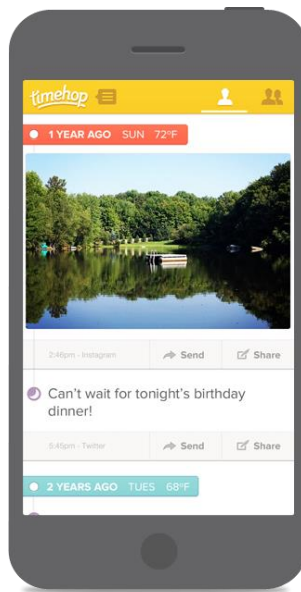 timehop
1 YEAR AGO SUN 72°F
2:46pm - Instagram Send Share
Can't wait for tonight's birthday
dinner!
5:45pm - Twitter Send Share
2 YEARS AGO TUES 68°F